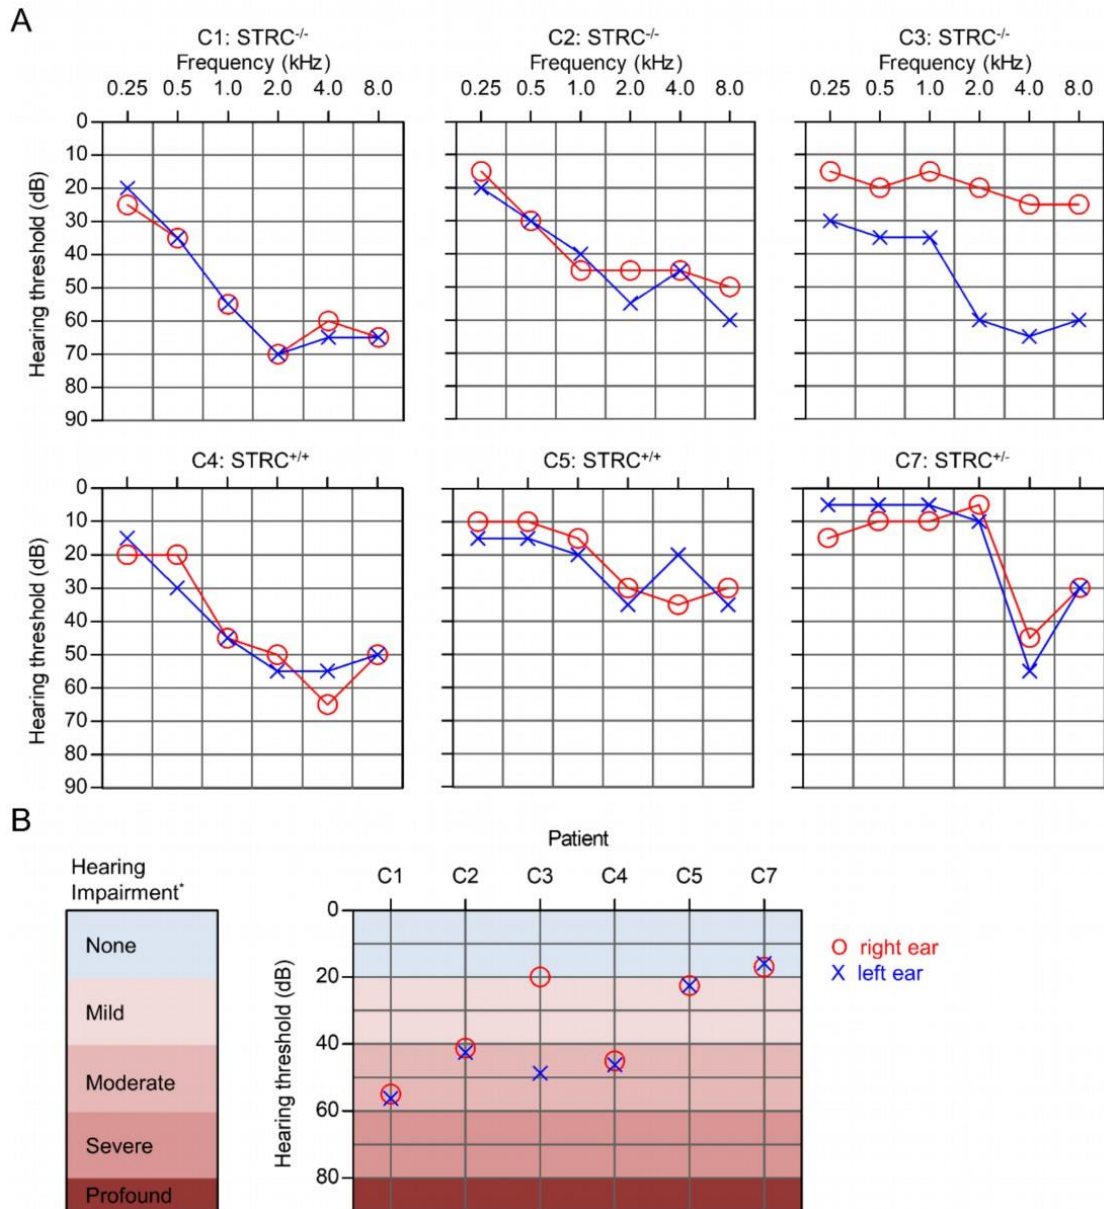 A
C1: STRC-/-
Frequency (kHz)
0.25 0.5 1.0 2.0 4.0 8.0
C2: STRC-/-
Frequency (kHz)
0.25 0.5 1.0 2.0 4.0 8.0
C3: STRC-/-
Frequency (kHz)
0.25 0.5 1.0 2.0 4.0 8.0
Hearing threshold (dB)
0
10
20
30
40
50
60
70
80
90
C4: STRC+/+
C5: STRC+/+
C7: STRC+/-
Hearing threshold (dB)
0
10
20
30
40
50
60
70
80
90
B
Hearing
Impairment*
None
Mild
Moderate
Severe
Profound
Patient
C1 C2 C3 C4 C5 C7
Hearing threshold (dB)
0
20
40
60
80
right ear
left ear